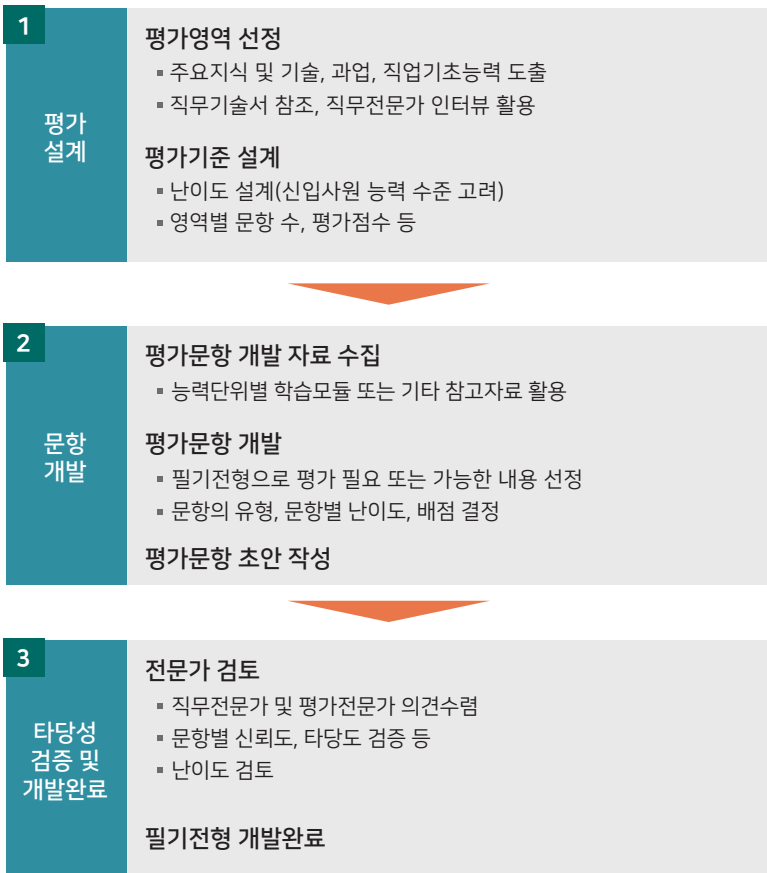 1
평가
설계
평가영역 선정
▪ 주요지식 및 기술, 과업, 직업기초능력 도출
▪ 직무기술서 참조, 직무전문가 인터뷰 활용
평가기준 설계
▪ 난이도 설계(신입사원 능력 수준 고려)
▪ 영역별 문항 수, 평가점수 등
2
문항
개발
평가문항 개발 자료 수집
▪ 능력단위별 학습모듈 또는 기타 참고자료 활용
평가문항 개발
▪ 필기전형으로 평가 필요 또는 가능한 내용 선정
▪ 문항의 유형, 문항별 난이도, 배점 결정
평가문항 초안 작성
3
타당성
검증 및
개발완료
전문가 검토
▪ 직무전문가 및 평가전문가 의견수렴
▪ 문항별 신뢰도, 타당도 검증 등
▪ 난이도 검토
필기전형 개발완료